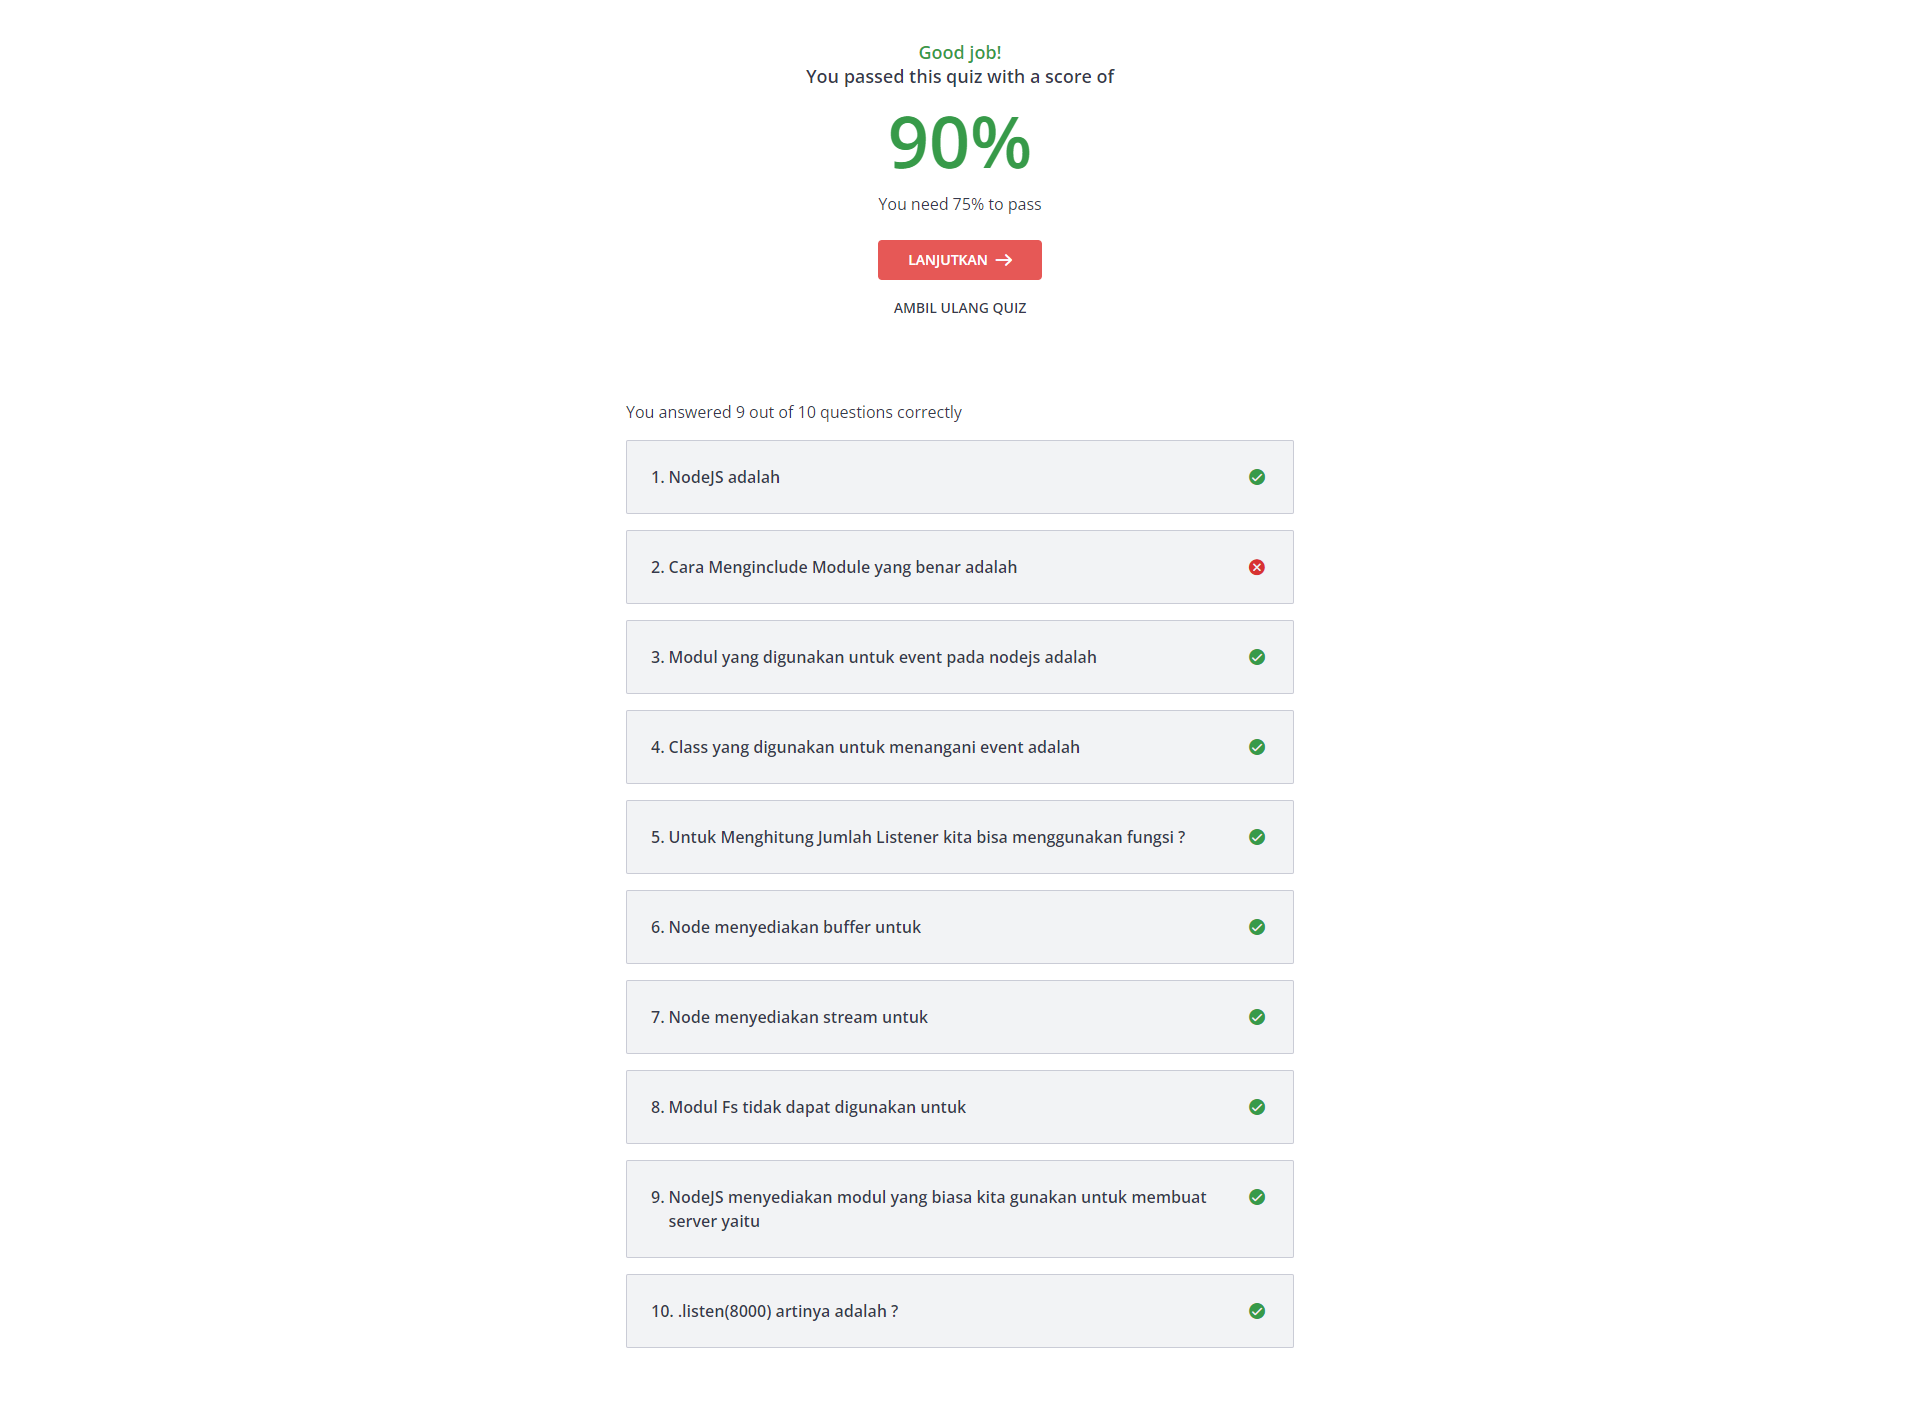 Good job!
You passed this quiz with a score of
90%
You need 75% to pass
LANJUTKAN
AMBIL ULANG QUIZ
You answered 9 out of 10 questions correctly
1. NodeJS adalah
2. Cara Menginclude Module yang benar adalah
3. Modul yang digunakan untuk event pada nodejs adalah
4. Class yang digunakan untuk menangani event adalah
5. Untuk Menghitung Jumlah Listener kita bisa menggunakan fungsi ?
6. Node menyediakan buffer untuk
7. Node menyediakan stream untuk
8. Modul Fs tidak dapat digunakan untuk
9. NodeJS menyediakan modul yang biasa kita gunakan untuk membuat
server yaitu
10. .listen(8000) artinya adalah ?